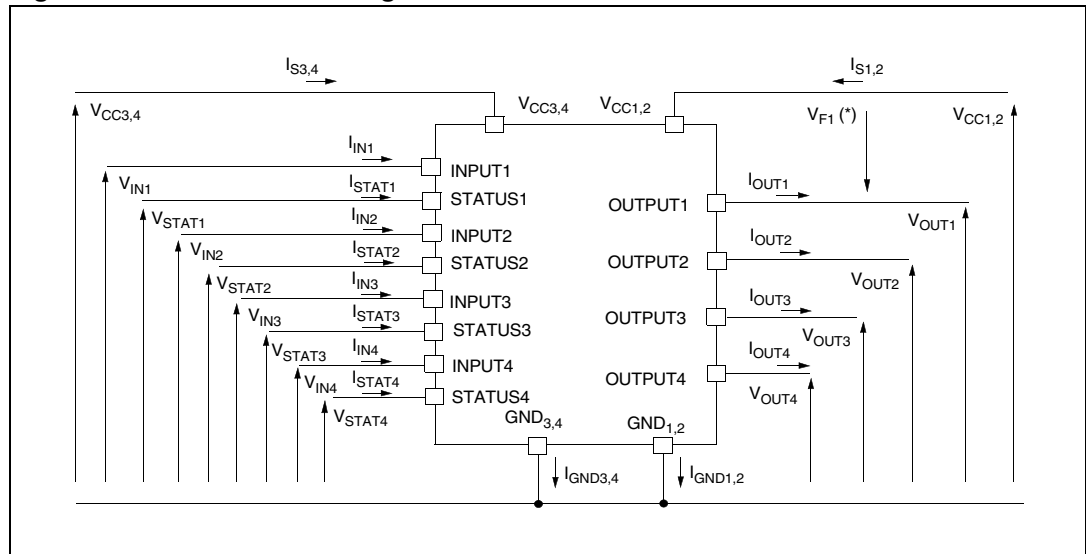 I_S3,4
I_S1,2
V_CC3,4
V_CC3,4
V_CC1,2
V_F1 (*)
V_CC1,2
I_IN1
INPUT1
V_IN1
I_STAT1
STATUS1
V_STAT1
I_IN2
INPUT2
V_IN2
I_STAT2
STATUS2
V_STAT2
I_IN3
INPUT3
V_IN3
I_STAT3
STATUS3
V_STAT3
I_IN4
INPUT4
V_IN4
I_STAT4
STATUS4
V_STAT4
I_OUT1
OUTPUT1
V_OUT1
I_OUT2
OUTPUT2
V_OUT2
I_OUT3
OUTPUT3
V_OUT3
I_OUT4
OUTPUT4
V_OUT4
GND_3,4
GND_1,2
I_GND3,4
I_GND1,2